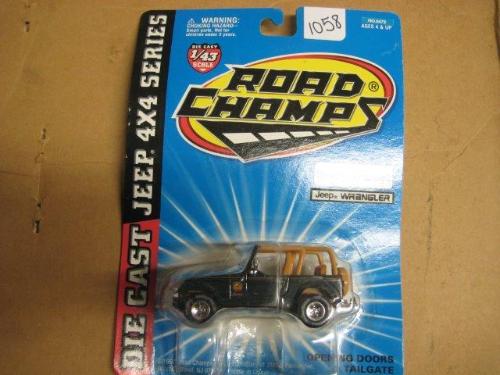 WARNING:
CHOKING HAZARD-
Small parts. Not for
children under 3 years.
1058
AGES 4 & UP
DIE CAST
1/43
SCALE
ROAD
CHAMPS®
DIE CAST JEEP. 4X4 SERIES
Jeep® WRANGLER
OPENING DOORS
TAILGATE